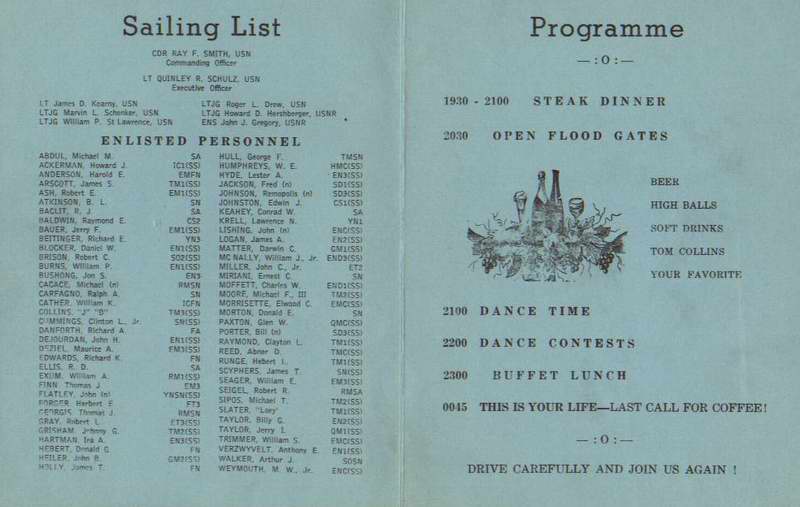 Sailing List
CDR RAY F. SMITH, USN
Commanding Officer
LT QUINLEY R. SCHULZ, USN
Executive Officer
LT James D. Kearny, USN
LTJG Marvin L. Schenker, USN
LTJG William P. St Lawrence, USN
LTJG Roger L. Drew, USN
LTJG Howard D. Hershberger, USNR
ENS John J. Gregory, USNR
ENLISTED PERSONNEL
ABDUL, Michael M. SA
ACKERMAN, Howard J. IC1(SS)
ANDERSON, Harold E. EMFN
ARSCOTT, James S. TM1(SS)
ASH, Robert E. EM1(SS)
ATKINSON, B. L. SN
BACLIT, R. J. SA
BALDWIN, Raymond E. CS2
BAUER, Jerry F. EM1(SS)
BEITINGER, Richard E. YN3
BLOCKER, Daniel W. EN1(SS)
BRISON, Robert C. SO2(SS)
BURNS, William P. EN1(SS)
BUSHONG, Jon S. EN3
CACACE, Michael (n) RMSN
CARFAGNO, Ralph A. SN
CATHER, William K. ICFN
COLLINS, "J" "B" TM3(SS)
CUMMINGS, Clinton L., Jr. SN(SS)
DANFORTH, Richard A. FA
DEJOURDAN, John H. EN1(SS)
DEZIEL, Maurice A. EM3(SS)
EDWARDS, Richard K. FN
ELLIS, R. D. SA
EXUM, William A. RM1(SS)
FINN, Thomas J. EM3
FLATLEY, John (n) YNSN(SS)
FORGER, Herbert E. FT3
GEORGIS, Thomas J. RMSN
GRAY, Robert L. ET3(SS)
GRISHAM, Johnny G. TM2(SS)
HARTMAN, Ira A. EN3(SS)
HEBERT, Donald G. FN
HEILER, John B. GM2(SS)
HOLLY, James T. FN
HULL, George F. TMSN
HUMPHREYS, W. E. HMC(SS)
HYDE, Lester A. EN3(SS)
JACKSON, Fred (n) SD1(SS)
JOHNSON, Remopolis (n) SD3(SS)
JOHNSTON, Edwin J. CS1(SS)
KEAHEY, Conrad W. SA
KRELL, Lawrence N. YN1
LISHING, John (n) ENC(SS)
LOGAN, James A. EN2(SS)
MATTER, Darwin C. GM1(SS)
MC NALLY, William J., Jr. END3(SS)
MILLER, John C., Jr. ET2
MIRIANI, Ernest C. SN
MOFFETT, Charles W. END1(SS)
MOORE, Michael F., III TM2(SS)
MORRISETTE, Elwood C. EMC(SS)
MORTON, Donald E. SN
PAXTON, Glen W. QMC(SS)
PORTER, Bill (n) SD3(SS)
RAYMOND, Clayton L. TM1(SS)
REED, Abner D. TMC(SS)
RUNGE, Hebert L. TM1(SS)
SCYPHERS, James T. SN(SS)
SEAGER, William E. EM3(SS)
SEIGEL, Robert R. RMSA
SIPOS, Michael T. TM2(SS)
SLATER, "Lacy" TM1(SS)
TAYLOR, Billy G. EN2(SS)
TAYLOR, Jerry I. QM1(SS)
TRIMMER, William S. EMC(SS)
VERZYVELT, Anthony E. EN1(SS)
WALKER, Arthur J. SOSN
WEYMOUTH, M. W., Jr. ENC(SS)
Programme
— : O : —
1930 - 2100 STEAK DINNER
2030 OPEN FLOOD GATES
BEER
HIGH BALLS
SOFT DRINKS
TOM COLLINS
YOUR FAVORITE
2100 DANCE TIME
2200 DANCE CONTESTS
2300 BUFFET LUNCH
0045 THIS IS YOUR LIFE—LAST CALL FOR COFFEE!
— : O : —
DRIVE CAREFULLY AND JOIN US AGAIN !